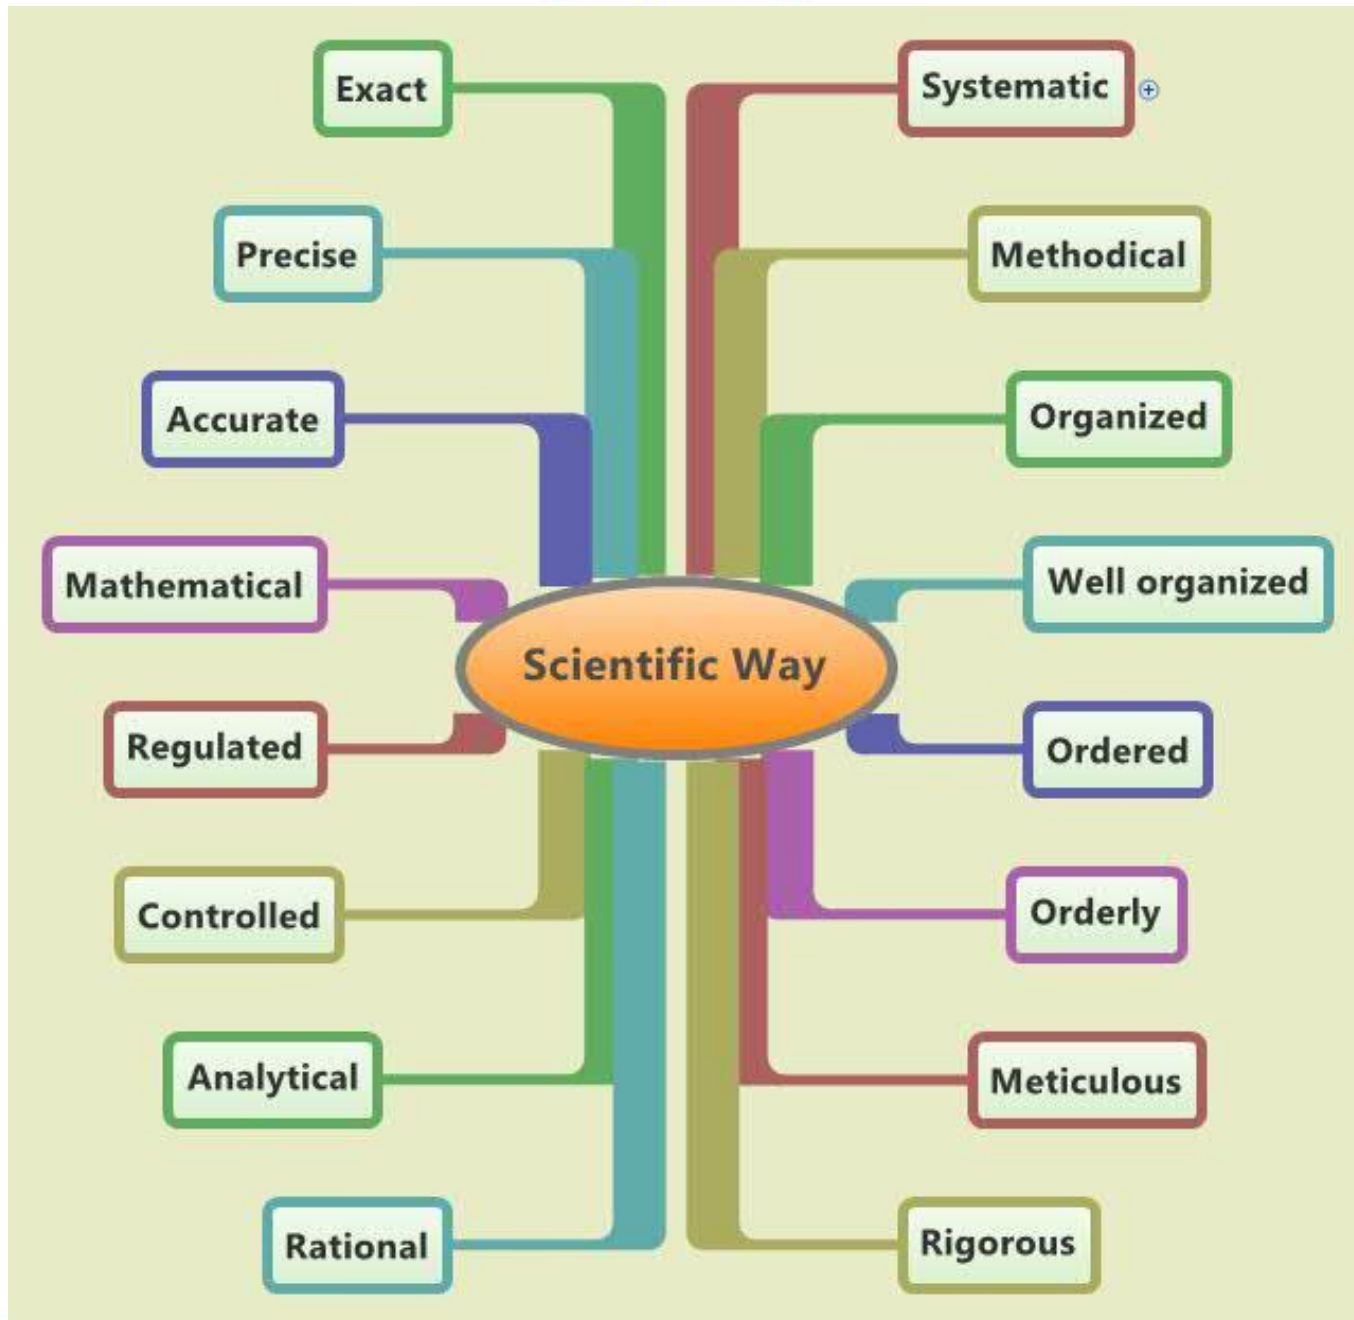 Exact
Systematic
Precise
Methodical
Accurate
Organized
Mathematical
Well organized
Scientific Way
Regulated
Ordered
Controlled
Orderly
Analytical
Meticulous
Rational
Rigorous